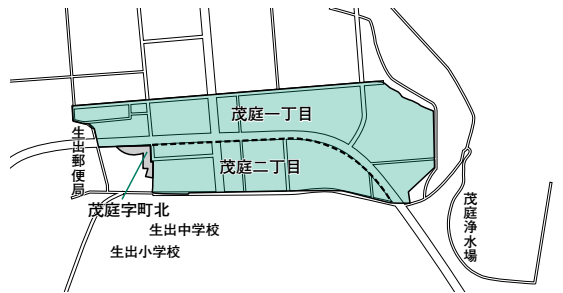 茂庭一丁目
生出郵便局
茂庭二丁目
茂庭字町北
茂庭浄水場
生出中学校
生出小学校